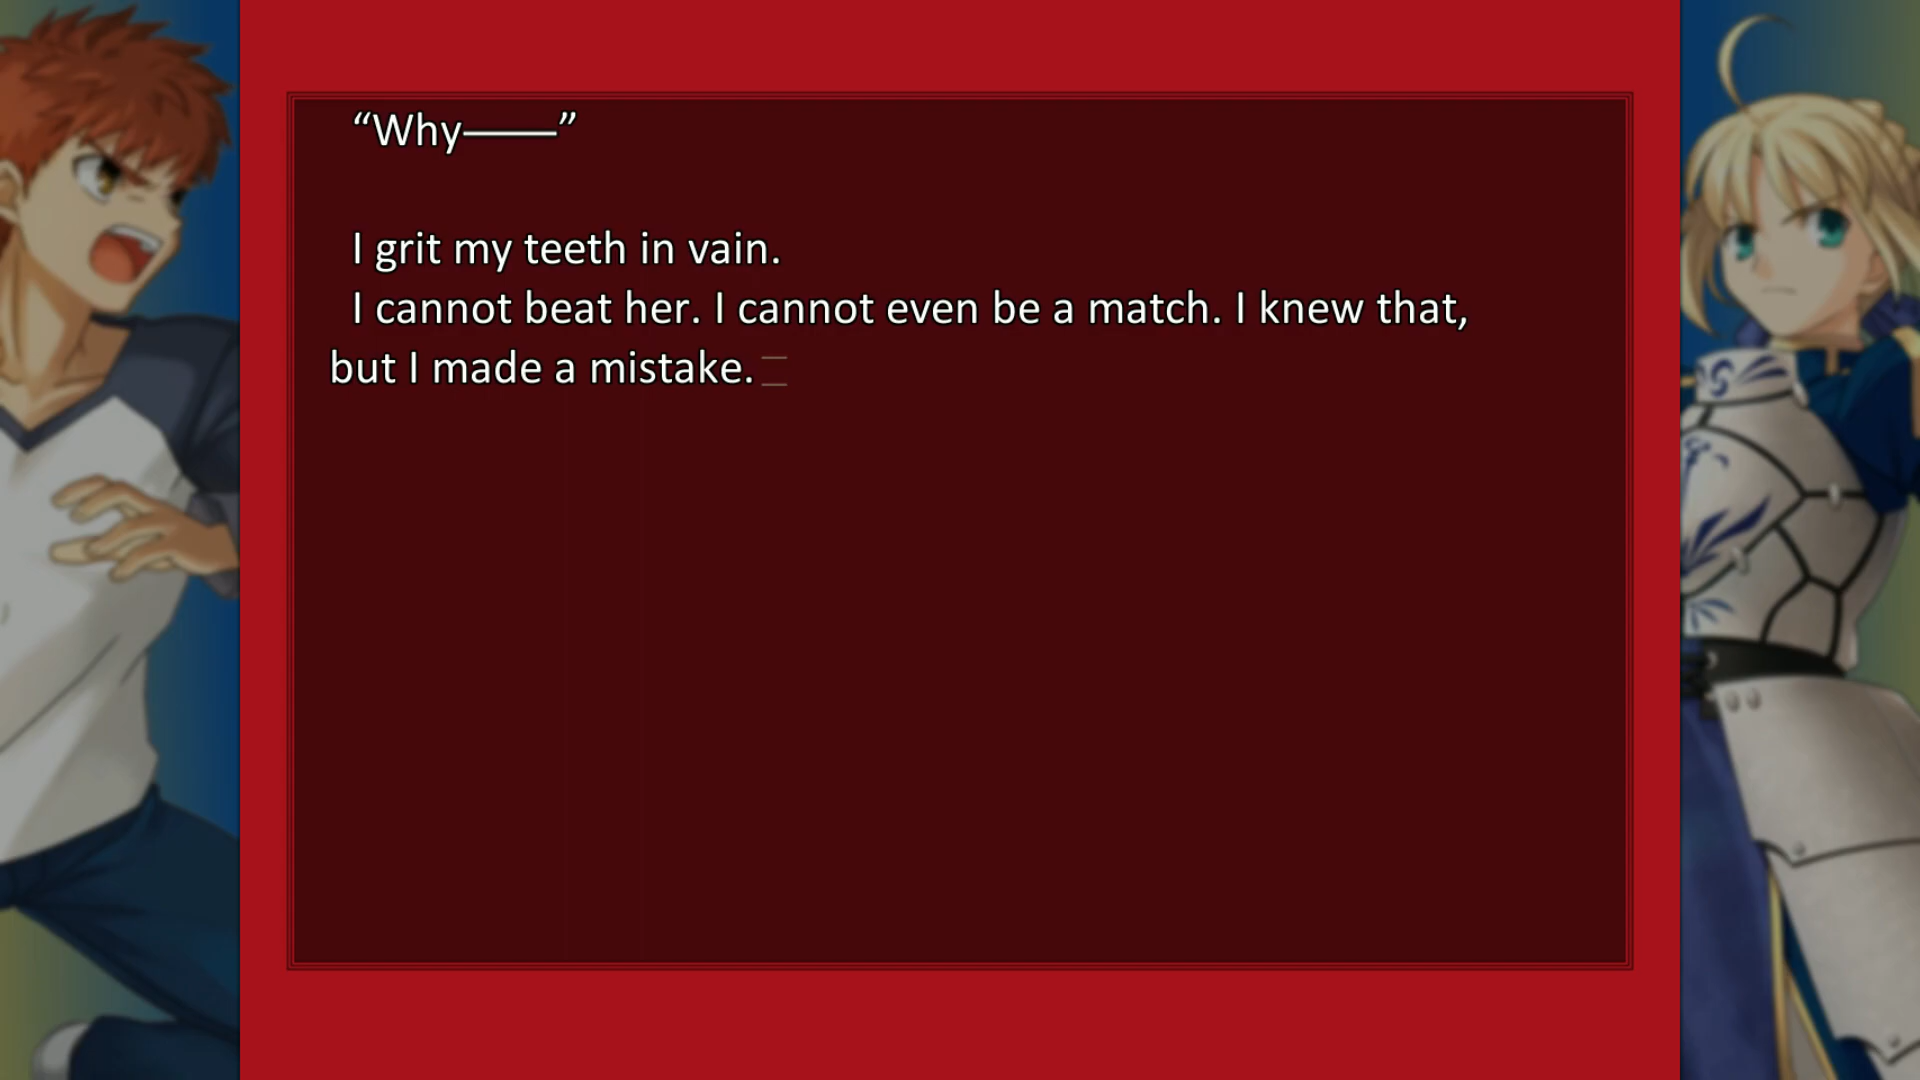 “Why───”
I grit my teeth in vain.
I cannot beat her. I cannot even be a match. I knew that,
but I made a mistake.